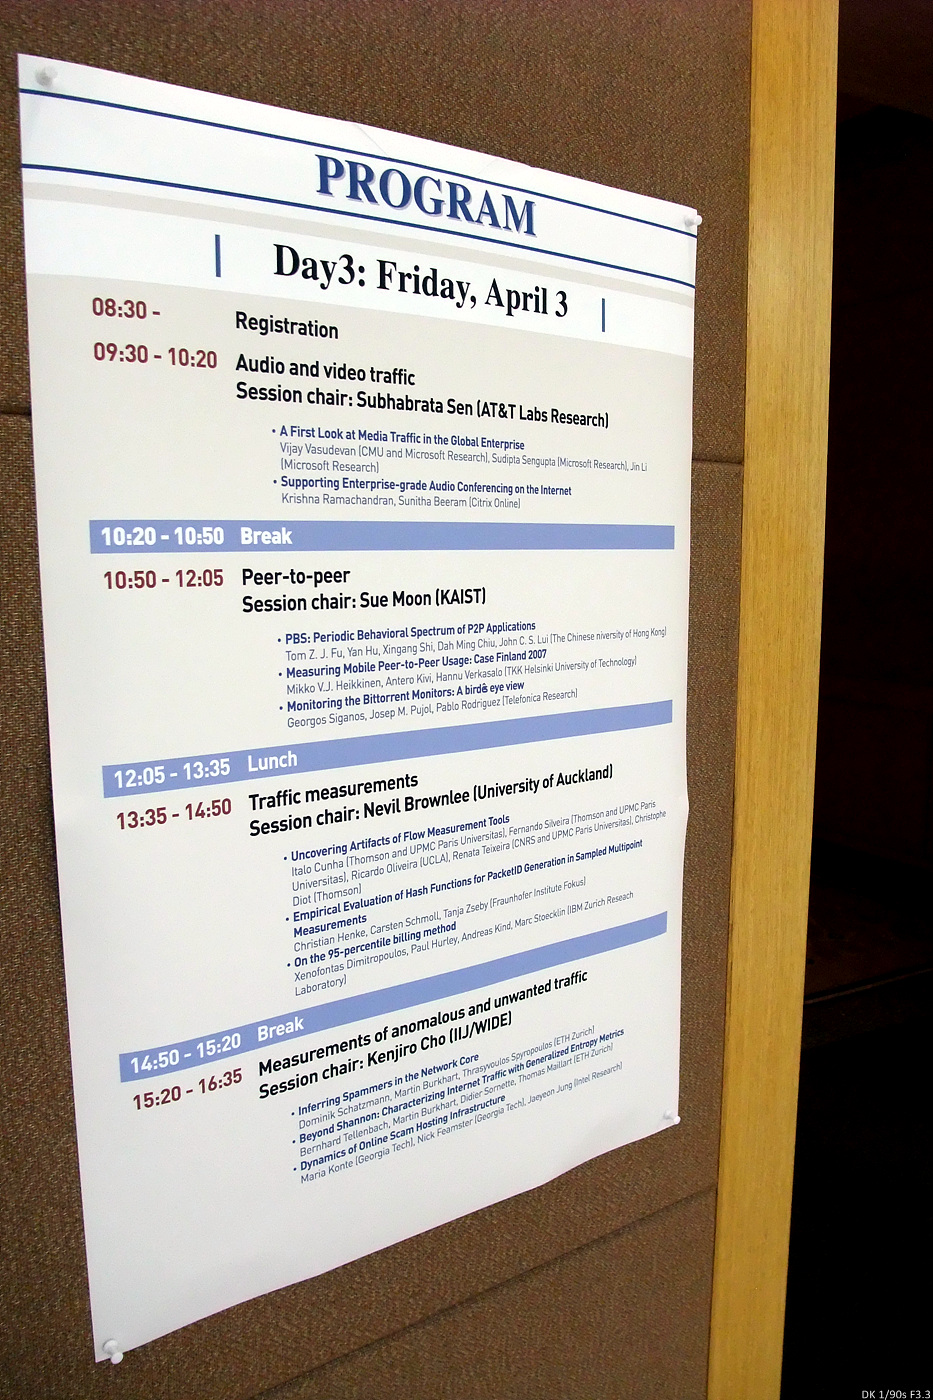 PROGRAM
Day3: Friday, April 3
08:30 - Registration
09:30 - 10:20 Audio and video traffic
Session chair: Subhabrata Sen (AT&T Labs Research)
• A First Look at Media Traffic in the Global Enterprise
Vijay Vasudevan (CMU and Microsoft Research), Sudipta Sengupta (Microsoft Research), Jin Li
(Microsoft Research)
• Supporting Enterprise-grade Audio Conferencing on the Internet
Krishna Ramachandran, Sunitha Beeram (Citrix Online)
10:20 - 10:50 Break
10:50 - 12:05 Peer-to-peer
Session chair: Sue Moon (KAIST)
• PBS: Periodic Behavioral Spectrum of P2P Applications
Tom Z. J. Fu, Yan Hu, Xingang Shi, Dah Ming Chiu, John C. S. Lui (The Chinese niversity of Hong Kong)
• Measuring Mobile Peer-to-Peer Usage: Case Finland 2007
Mikko V.J. Heikkinen, Antero Kivi, Hannu Verkasalo (TKK Helsinki University of Technology)
• Monitoring the Bittorrent Monitors: A bird's eye view
Georgos Siganos, Josep M. Pujol, Pablo Rodriguez (Telefonica Research)
12:05 - 13:35 Lunch
13:35 - 14:50 Traffic measurements
Session chair: Nevil Brownlee (University of Auckland)
• Uncovering Artifacts of Flow Measurement Tools
Italo Cunha (Thomson and UPMC Paris Universitas), Fernando Silveira (Thomson and UPMC Paris
Universitas), Ricardo Oliveira (UCLA), Renata Teixeira (CNRS and UPMC Paris Universitas), Christophe
Diot (Thomson)
• Empirical Evaluation of Hash Functions for PacketID Generation in Sampled Multipoint
Measurements
Christian Henke, Carsten Schmoll, Tanja Zseby (Fraunhofer Institute Fokus)
• On the 95-percentile billing method
Xenofontas Dimitropoulos, Paul Hurley, Andreas Kind, Marc Stoecklin (IBM Zurich Reseach
Laboratory)
14:50 - 15:20 Break
15:20 - 16:35 Measurements of anomalous and unwanted traffic
Session chair: Kenjiro Cho (IIJ/WIDE)
• Inferring Spammers in the Network Core
Dominik Schatzmann, Martin Burkhart, Thrasyvoulos Spyropoulos (ETH Zurich)
• Beyond Shannon: Characterizing Internet Traffic with Generalized Entropy Metrics
Bernhard Tellenbach, Martin Burkhart, Didier Sornette, Thomas Maillart (ETH Zurich)
• Dynamics of Online Scam Hosting Infrastructure
Maria Konte (Georgia Tech), Nick Feamster (Georgia Tech), Jaeyeon Jung (Intel Research)
DK 1/90s F3.3